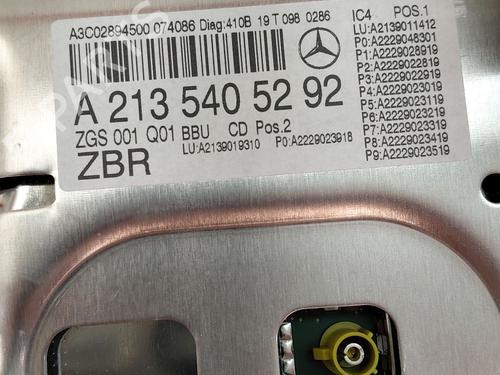 A3C02894500 074086 Diag:410B 19 T 098 0286
A 213 540 52 92
ZGS 001 Q01 BBU CD Pos.2
LU:A2139019310 P0:A2229023918
ZBR
IC4 POS.1
LU:A2139011412
P0:A2229048301
P1:A2229028919
P2:A2229022819
P3:A2229022919
P4:A2229023019
P5:A2229023119
P6:A2229023219
P7:A2229023319
P8:A2229023419
P9:A2229023519
PARTS